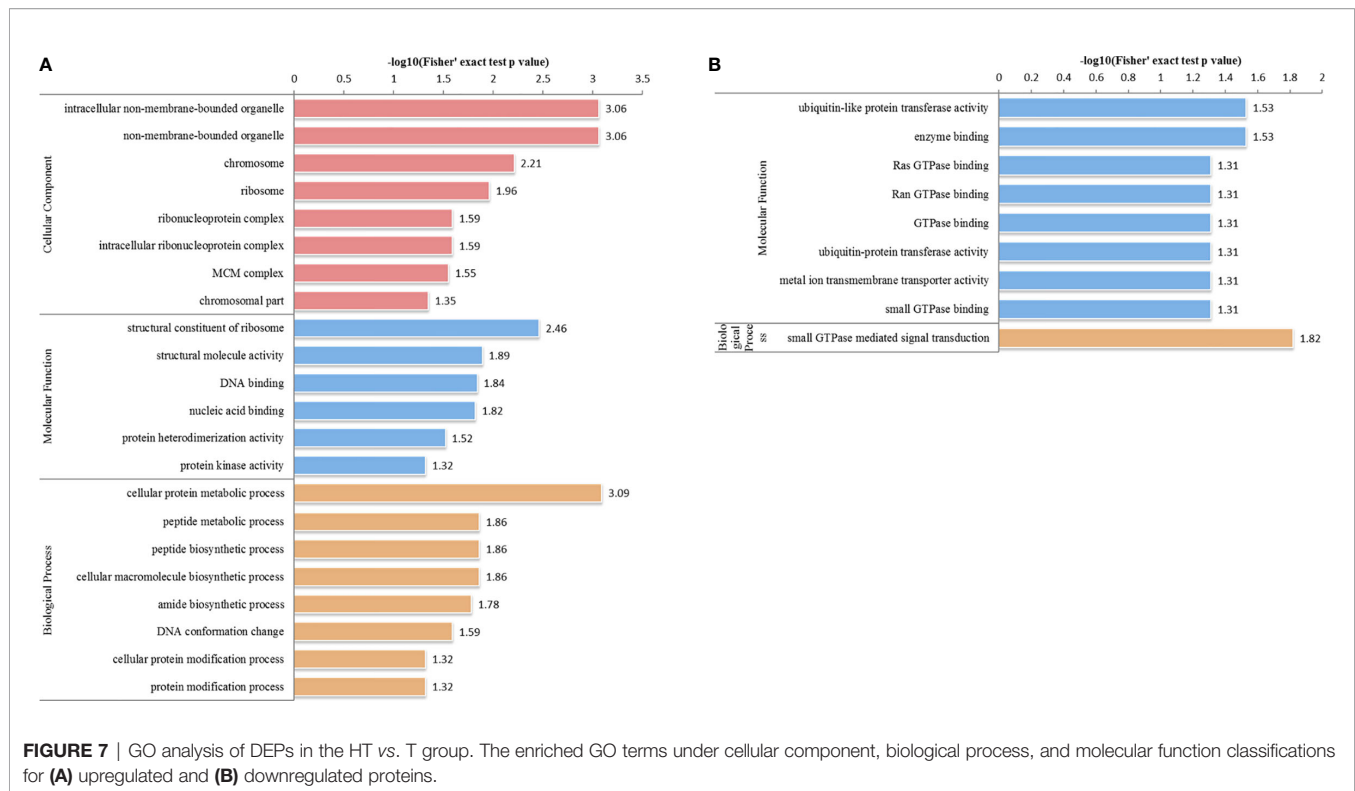 A
-log10(Fisher' exact test p value)
0 0.5 1 1.5 2 2.5 3 3.5
Cellular Component
intracellular non-membrane-bounded organelle 3.06
non-membrane-bounded organelle 3.06
chromosome 2.21
ribosome 1.96
ribonucleoprotein complex 1.59
intracellular ribonucleoprotein complex 1.59
MCM complex 1.55
chromosomal part 1.35
Molecular Function
structural constituent of ribosome 2.46
structural molecule activity 1.89
DNA binding 1.84
nucleic acid binding 1.82
protein heterodimerization activity 1.52
protein kinase activity 1.32
Biological Process
cellular protein metabolic process 3.09
peptide metabolic process 1.86
peptide biosynthetic process 1.86
cellular macromolecule biosynthetic process 1.86
amide biosynthetic process 1.78
DNA conformation change 1.59
cellular protein modification process 1.32
protein modification process 1.32
B
-log10(Fisher' exact test p value)
0 0.2 0.4 0.6 0.8 1 1.2 1.4 1.6 1.8 2
Molecular Function
ubiquitin-like protein transferase activity 1.53
enzyme binding 1.53
Ras GTPase binding 1.31
Ran GTPase binding 1.31
GTPase binding 1.31
ubiquitin-protein transferase activity 1.31
metal ion transmembrane transporter activity 1.31
small GTPase binding 1.31
Biolo
gical
Proce
ss
small GTPase mediated signal transduction 1.82
FIGURE 7 | GO analysis of DEPs in the HT vs. T group. The enriched GO terms under cellular component, biological process, and molecular function classifications
for (A) upregulated and (B) downregulated proteins.